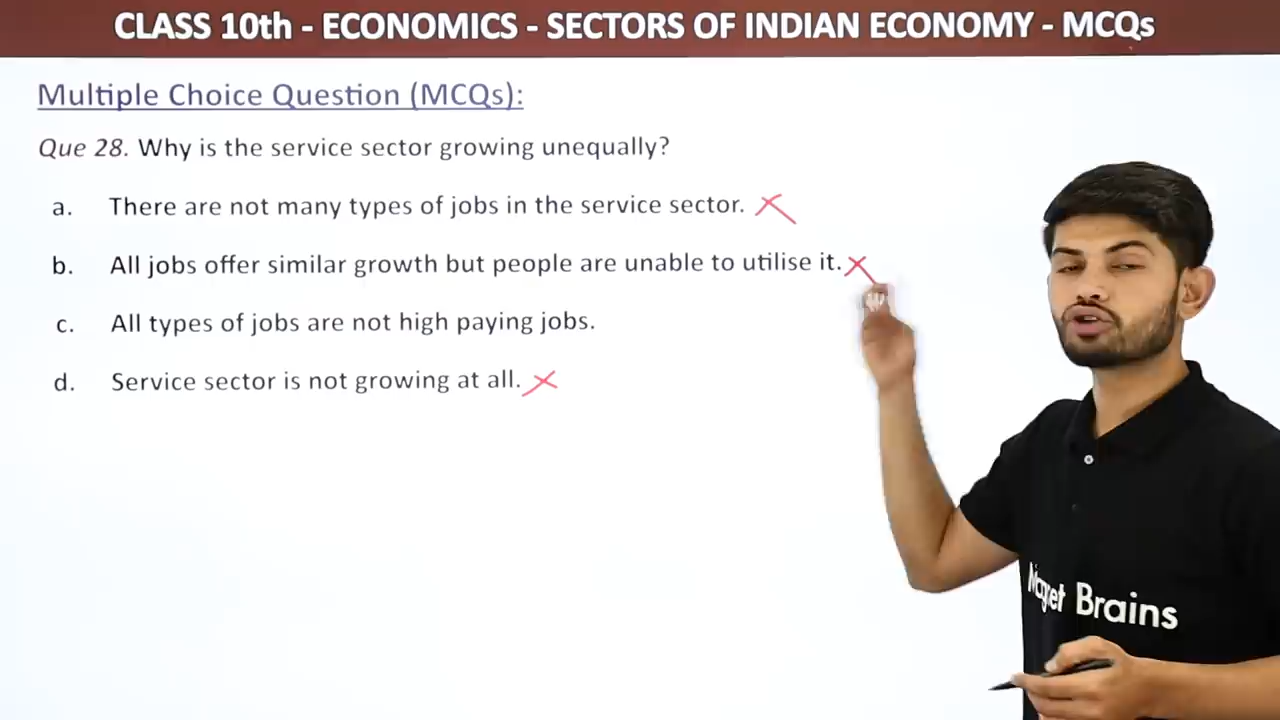 CLASS 10th - ECONOMICS - SECTORS OF INDIAN ECONOMY - MCQs
Multiple Choice Question (MCQs):
Que 28. Why is the service sector growing unequally?
a. There are not many types of jobs in the service sector.
b. All jobs offer similar growth but people are unable to utilise it.
c. All types of jobs are not high paying jobs.
d. Service sector is not growing at all.
Magnet Brains